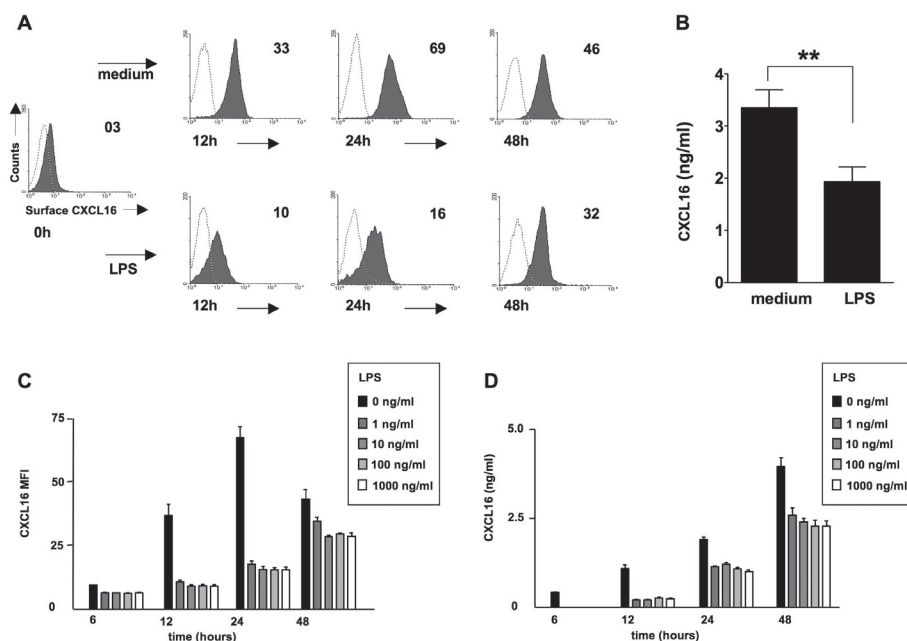 A
medium
33
69
46
12h
24h
48h
Counts
03
Surface CXCL16
0h
LPS
10
16
32
12h
24h
48h
B
**
CXCL16 (ng/ml)
4
3
2
1
0
medium LPS
C
LPS
0 ng/ml
1 ng/ml
10 ng/ml
100 ng/ml
1000 ng/ml
CXCL16 MFI
75
50
25
0
6 12 24 48
time (hours)
D
LPS
0 ng/ml
1 ng/ml
10 ng/ml
100 ng/ml
1000 ng/ml
CXCL16 (ng/ml)
5.0
2.5
0
6 12 24 48
time (hours)